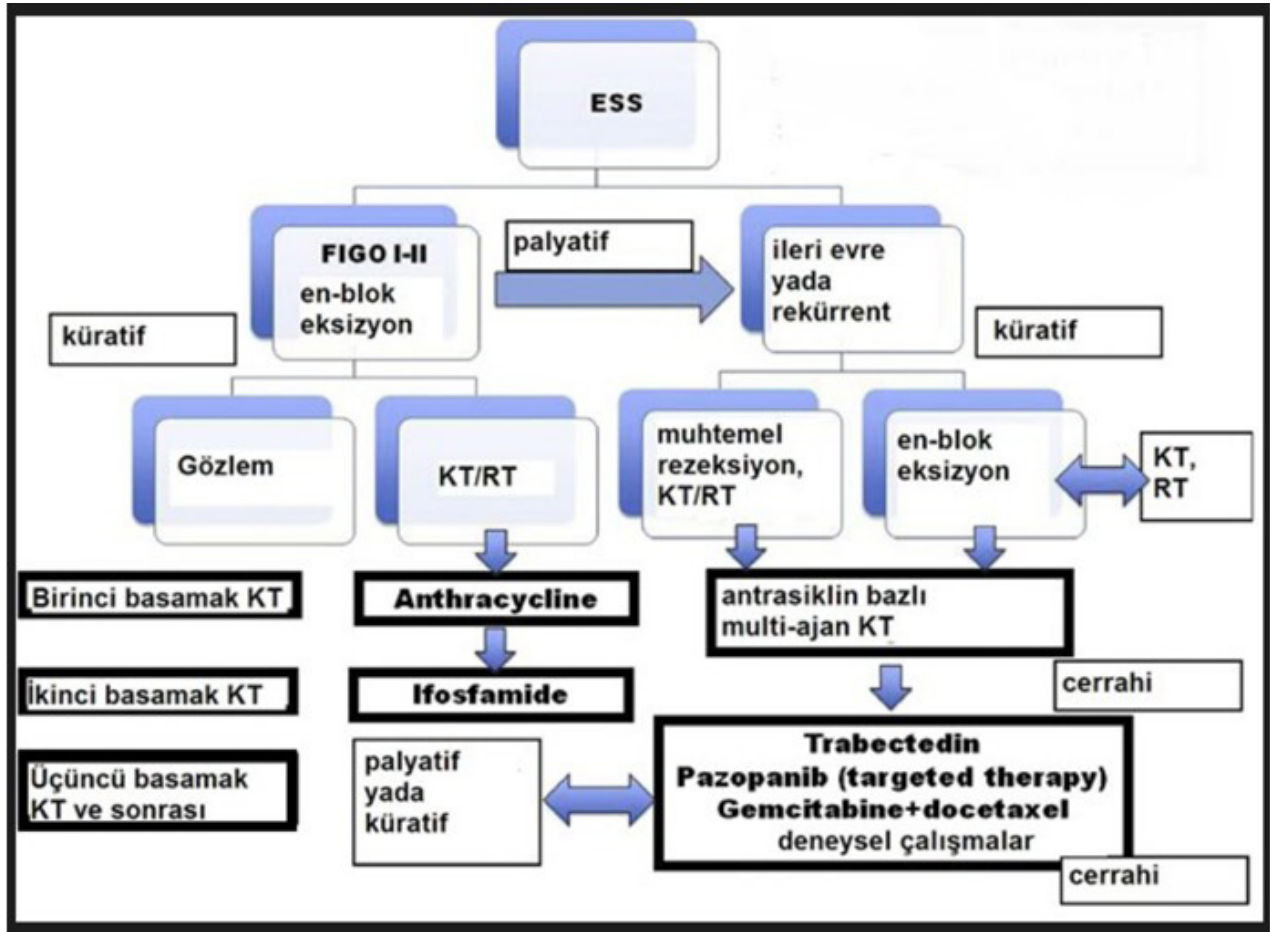 ESS
FIGO I-II
en-blok
eksizyon
palyatif
ileri evre
yada
rekürrent
küratif
küratif
Gözlem
KT/RT
muhtemel
rezeksiyon,
KT/RT
en-blok
eksizyon
KT,
RT
Birinci basamak KT
Anthracycline
antrasiklin bazlı
multi-ajan KT
İkinci basamak KT
Ifosfamide
cerrahi
Üçüncü basamak
KT ve sonrası
palyatif
yada
küratif
Trabectedin
Pazopanib (targeted therapy)
Gemcitabine+docetaxel
deneysel çalışmalar
cerrahi